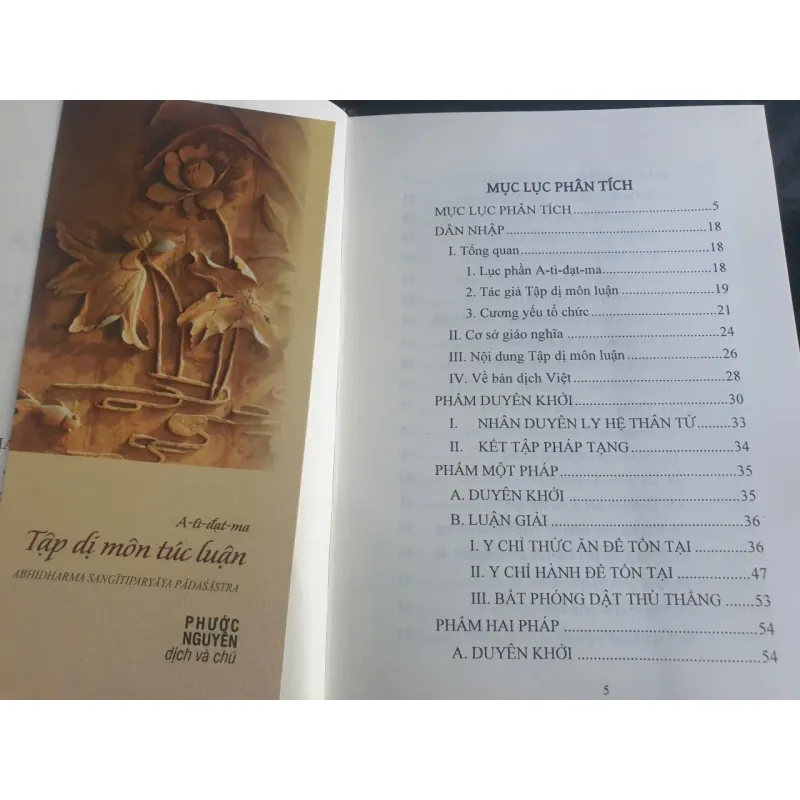 A-tì-đạt-ma
Tập dị môn túc luận
ABHIDHARMA SANGĪTIPARYĀYA PĀDAŚĀSTRA
PHƯỚC
NGUYÊN
dịch và chú
MỤC LỤC PHÂN TÍCH
MỤC LỤC PHÂN TÍCH...............................5
DẪN NHẬP..............................................18
I. Tổng quan............................................18
1. Lục phần A-tì-đạt-ma..........................18
2. Tác giả Tập dị môn luận .....................19
3. Cương yếu tổ chức..............................21
II. Cơ sở giáo nghĩa ................................24
III. Nội dung Tập dị môn luận...................26
IV. Về bản dịch Việt.................................28
PHẨM DUYÊN KHỞI...............................30
I. NHÂN DUYÊN LY HỆ THÂN TỬ........33
II. KẾT TẬP PHÁP TẠNG.................34
PHẨM MỘT PHÁP...................................35
A. DUYÊN KHỞI ..................................35
B. LUẬN GIẢI ......................................36
I. Y CHỈ THỨC ĂN ĐỂ TỒN TẠI .........36
II. Y CHỈ HÀNH ĐỂ TỒN TẠI .............47
III. BẤT PHÓNG DẬT THÙ THẮNG .....53
PHẨM HAI PHÁP ...................................54
A. DUYÊN KHỞI ..................................54
5